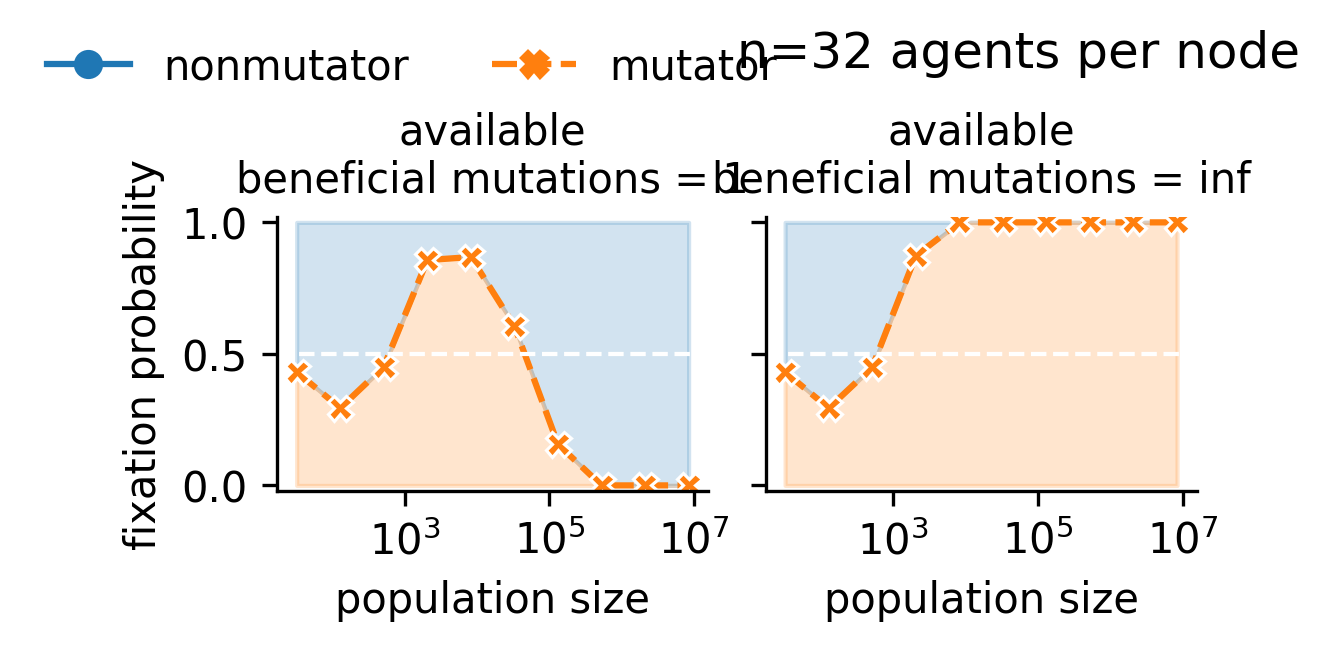 nonmutator
mutator
n=32 agents per node
available
beneficial mutations = 1
available
beneficial mutations = inf
fixation probability
1.0
0.5
0.0
10³
10⁵
10⁷
10³
10⁵
10⁷
population size
population size